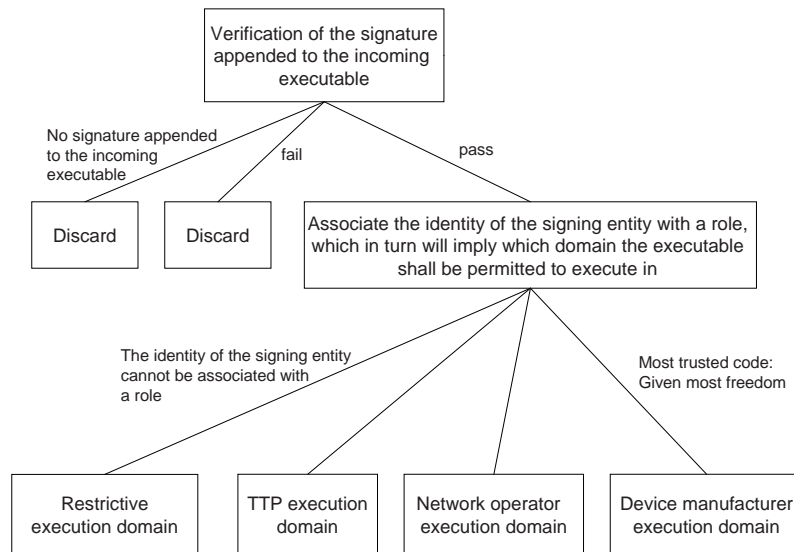 Verification of the signature
appended to the incoming
executable
No signature appended
to the incoming
executable
fail
pass
Discard
Discard
Associate the identity of the signing entity with a role,
which in turn will imply which domain the executable
shall be permitted to execute in
The identity of the signing entity
cannot be associated with
a role
Most trusted code:
Given most freedom
Restrictive
execution domain
TTP execution
domain
Network operator
execution domain
Device manufacturer
execution domain